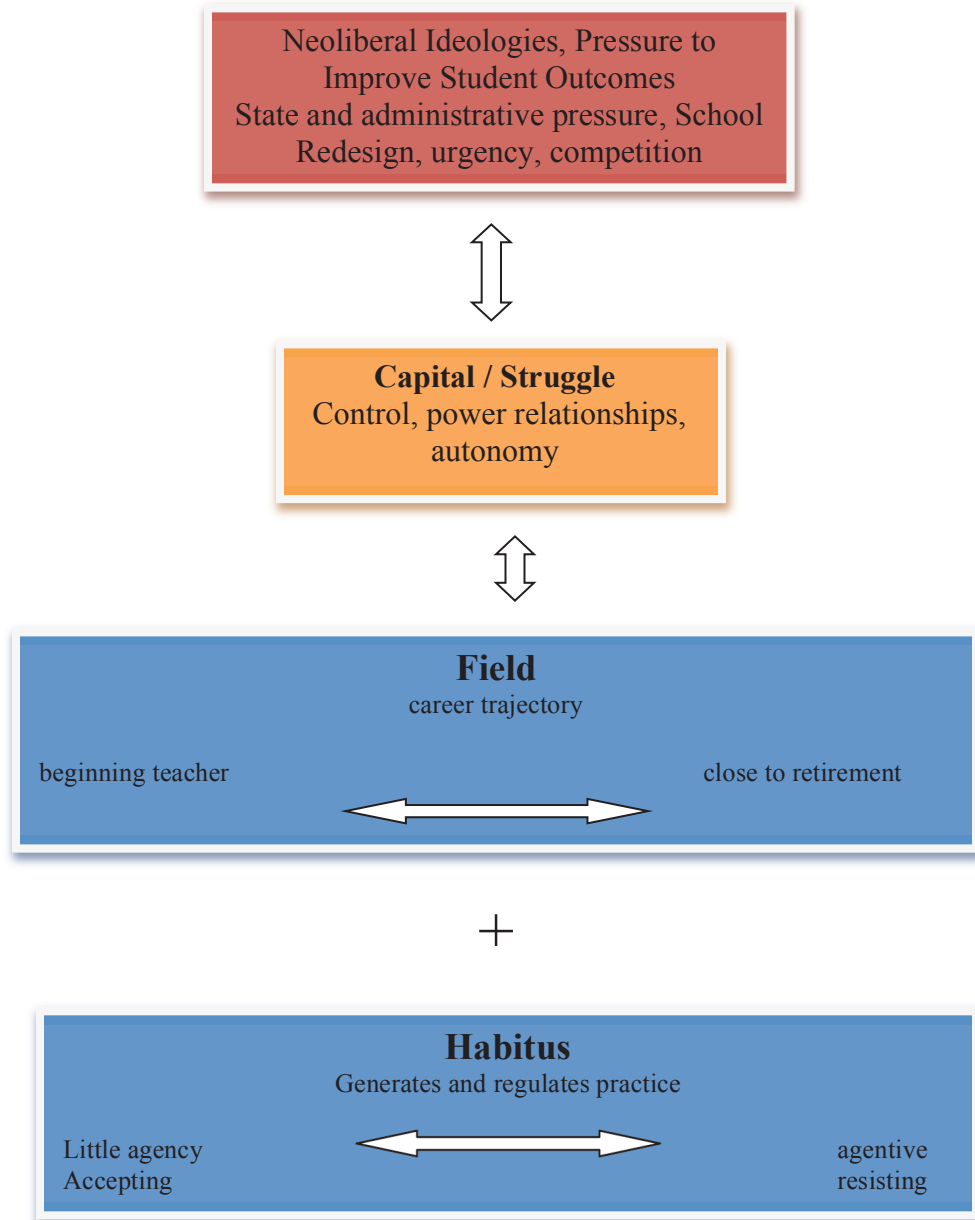 Neoliberal Ideologies, Pressure to
Improve Student Outcomes
State and administrative pressure, School
Redesign, urgency, competition
Capital / Struggle
Control, power relationships,
autonomy
Field
career trajectory
beginning teacher close to retirement
+
Habitus
Generates and regulates practice
Little agency agentive
Accepting resisting